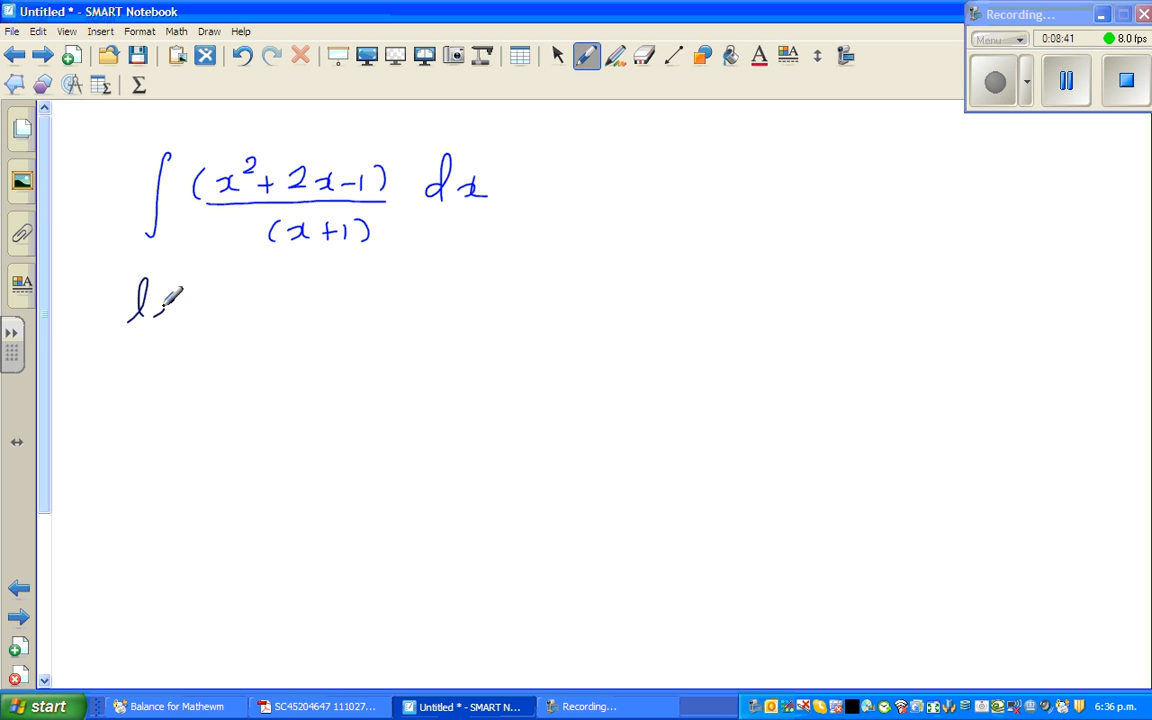 Untitled * - SMART Notebook
Recording...
File Edit View Insert Format Math Draw Help
Menu 0:08:41 8.0 fps
∫ (x²+2x-1) dx
(x+1)
start Balance for Mathewm SC45204647 111027... Untitled * - SMART N... Recording... 6:36 p.m.